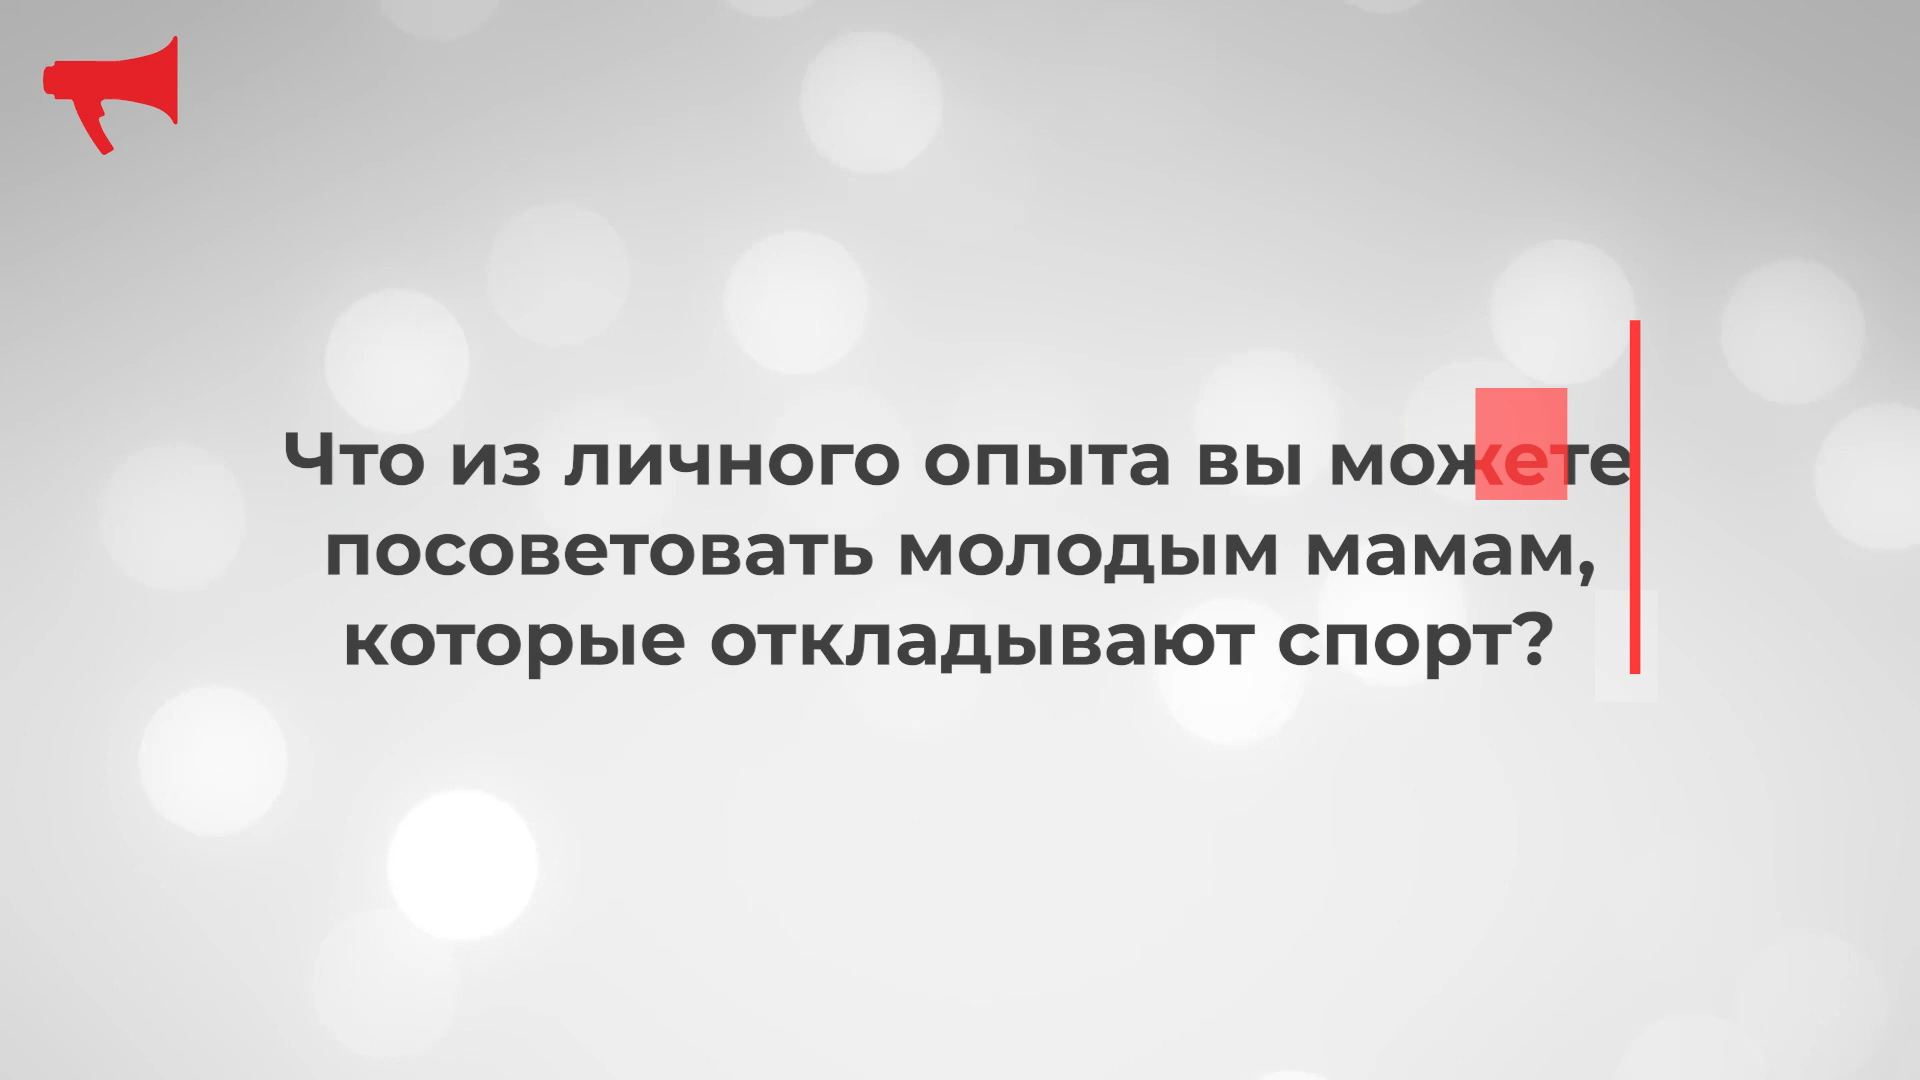 Что из личного опыта вы можете
посоветовать молодым мамам,
которые откладывают спорт?